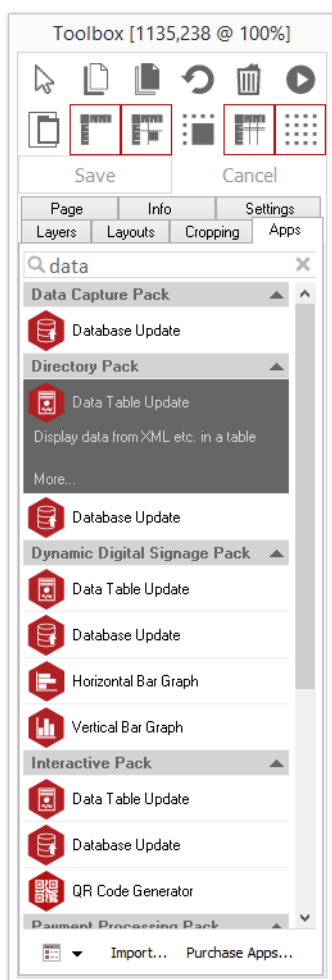 Toolbox [1135,238 @ 100%]
Save Cancel
Page Info Settings
Layers Layouts Cropping Apps
data
Data Capture Pack
Database Update
Directory Pack
Data Table Update
Display data from XML etc. in a table
More...
Database Update
Dynamic Digital Signage Pack
Data Table Update
Database Update
Horizontal Bar Graph
Vertical Bar Graph
Interactive Pack
Data Table Update
Database Update
QR Code Generator
Payment Processing Pack
Import... Purchase Apps...